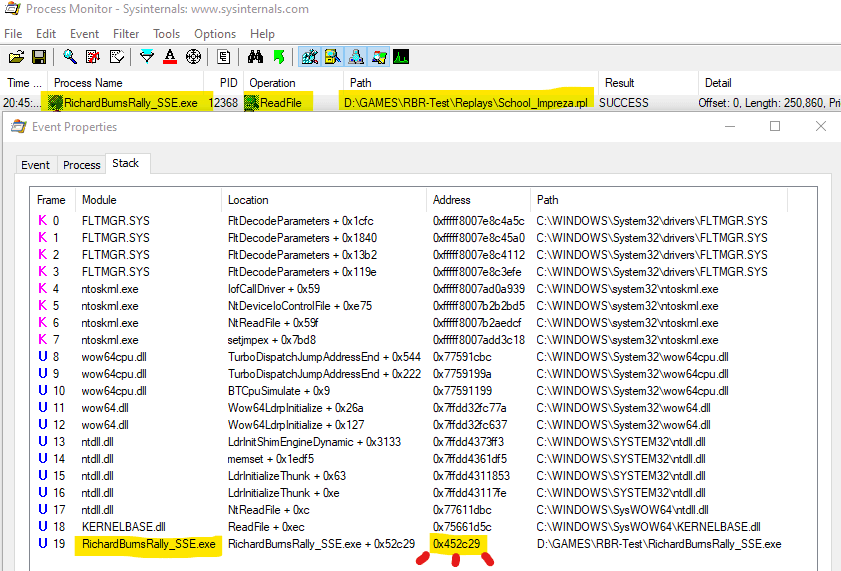 Process Monitor - Sysinternals: www.sysinternals.com
File Edit Event Filter Tools Options Help
Time ... Process Name PID Operation Path Result Detail
20:45:... RichardBurnsRally_SSE.exe 12368 ReadFile D:\GAMES\RBR-Test\Replays\School_Impreza.rpl SUCCESS Offset: 0, Length: 250,860, Pri
Event Properties
Event Process Stack
Frame Module Location Address Path
K 0 FLTMGR.SYS FltDecodeParameters + 0x1cfc 0xfffff8007e8c4a5c C:\WINDOWS\System32\drivers\FLTMGR.SYS
K 1 FLTMGR.SYS FltDecodeParameters + 0x1840 0xfffff8007e8c45a0 C:\WINDOWS\System32\drivers\FLTMGR.SYS
K 2 FLTMGR.SYS FltDecodeParameters + 0x13b2 0xfffff8007e8c4112 C:\WINDOWS\System32\drivers\FLTMGR.SYS
K 3 FLTMGR.SYS FltDecodeParameters + 0x119e 0xfffff8007e8c3efe C:\WINDOWS\System32\drivers\FLTMGR.SYS
K 4 ntoskrnl.exe IofCallDriver + 0x59 0xfffff8007ad0a939 C:\WINDOWS\system32\ntoskrnl.exe
K 5 ntoskrnl.exe NtDeviceIoControlFile + 0xe75 0xfffff8007b2b2bd5 C:\WINDOWS\system32\ntoskrnl.exe
K 6 ntoskrnl.exe NtReadFile + 0x59f 0xfffff8007b2aedcf C:\WINDOWS\system32\ntoskrnl.exe
K 7 ntoskrnl.exe setjmpex + 0x7bd8 0xfffff8007add3c18 C:\WINDOWS\system32\ntoskrnl.exe
U 8 wow64cpu.dll TurboDispatchJumpAddressEnd + 0x544 0x77591cbc C:\WINDOWS\System32\wow64cpu.dll
U 9 wow64cpu.dll TurboDispatchJumpAddressEnd + 0x222 0x7759199a C:\WINDOWS\System32\wow64cpu.dll
U 10 wow64cpu.dll BTCpuSimulate + 0x9 0x77591199 C:\WINDOWS\System32\wow64cpu.dll
U 11 wow64.dll Wow64LdrpInitialize + 0x26a 0x7ffdd32fc77a C:\WINDOWS\System32\wow64.dll
U 12 wow64.dll Wow64LdrpInitialize + 0x127 0x7ffdd32fc637 C:\WINDOWS\System32\wow64.dll
U 13 ntdll.dll LdrInitShimEngineDynamic + 0x3133 0x7ffdd4373ff3 C:\WINDOWS\SYSTEM32\ntdll.dll
U 14 ntdll.dll memset + 0x1edf5 0x7ffdd4361df5 C:\WINDOWS\SYSTEM32\ntdll.dll
U 15 ntdll.dll LdrInitializeThunk + 0x63 0x7ffdd4311853 C:\WINDOWS\SYSTEM32\ntdll.dll
U 16 ntdll.dll LdrInitializeThunk + 0xe 0x7ffdd43117fe C:\WINDOWS\SYSTEM32\ntdll.dll
U 17 ntdll.dll NtReadFile + 0xc 0x77611dbc C:\WINDOWS\SysWOW64\ntdll.dll
U 18 KERNELBASE.dll ReadFile + 0xec 0x75661d5c C:\WINDOWS\SysWOW64\KERNELBASE.dll
U 19 RichardBurnsRally_SSE.exe RichardBurnsRally_SSE.exe + 0x52c29 0x452c29 D:\GAMES\RBR-Test\RichardBurnsRally_SSE.exe